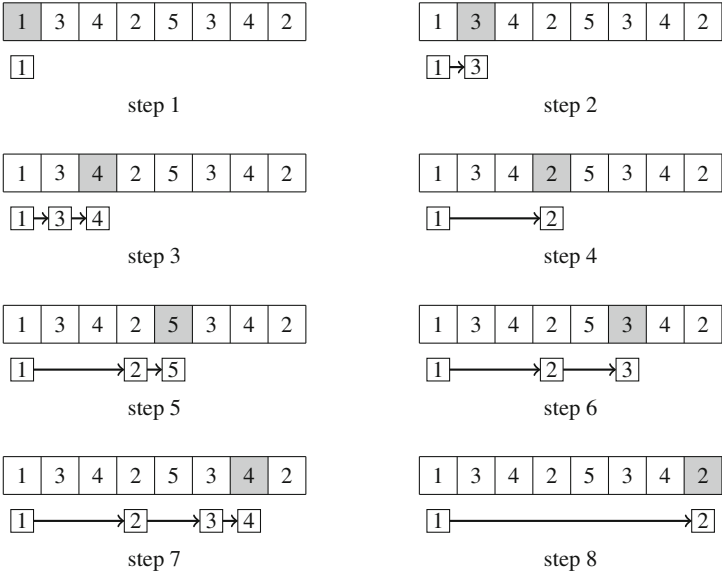 1 3 4 2 5 3 4 2
1
step 1
1 3 4 2 5 3 4 2
1 3
step 2
1 3 4 2 5 3 4 2
1 3 4
step 3
1 3 4 2 5 3 4 2
1 2
step 4
1 3 4 2 5 3 4 2
1 2 5
step 5
1 3 4 2 5 3 4 2
1 2 3
step 6
1 3 4 2 5 3 4 2
1 2 3 4
step 7
1 3 4 2 5 3 4 2
1 2
step 8